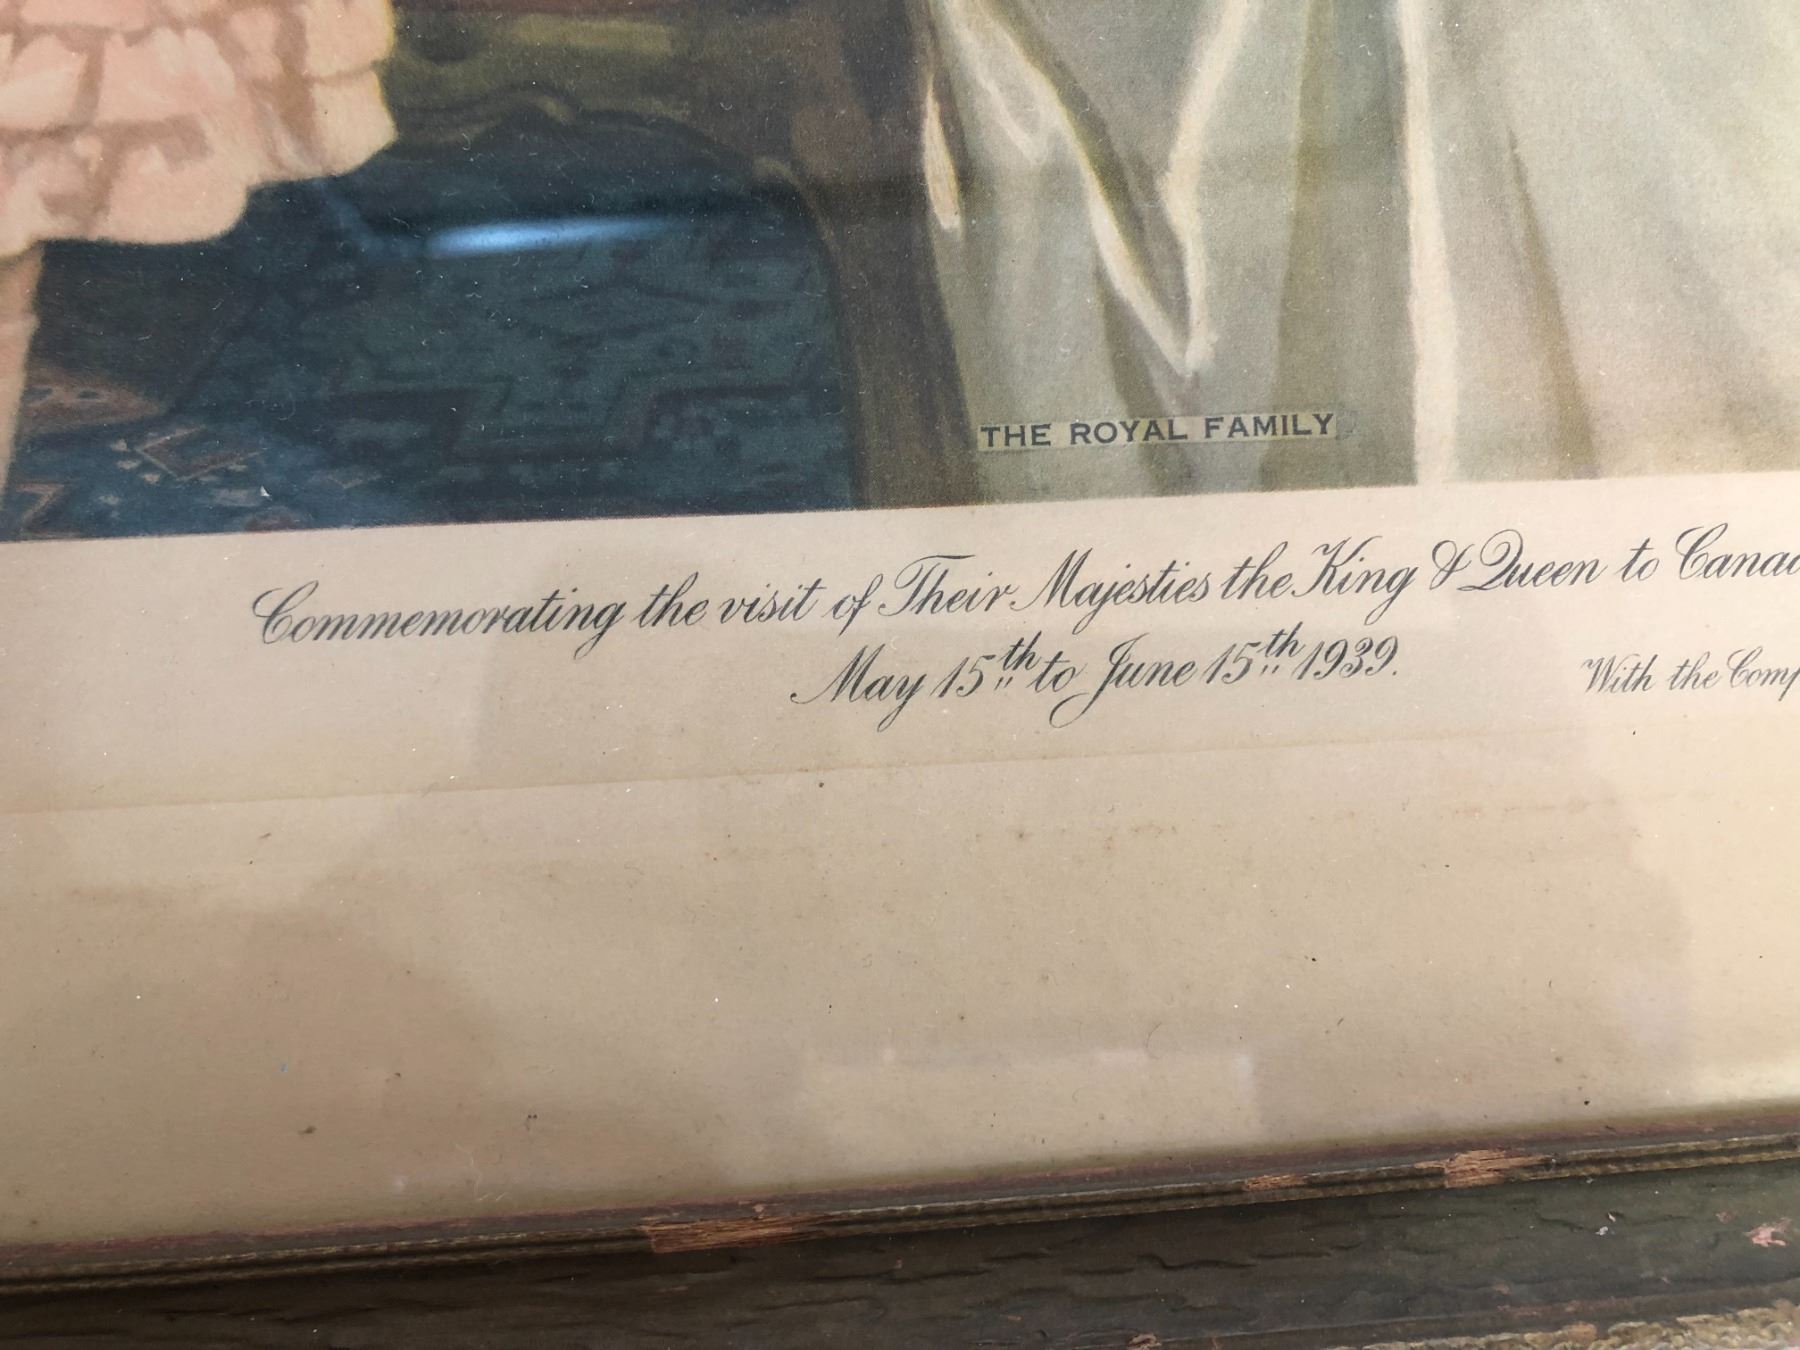 THE ROYAL FAMILY
Commemorating the visit of Their Majesties the King & Queen to
May 15th to June 15th 1939.
With the